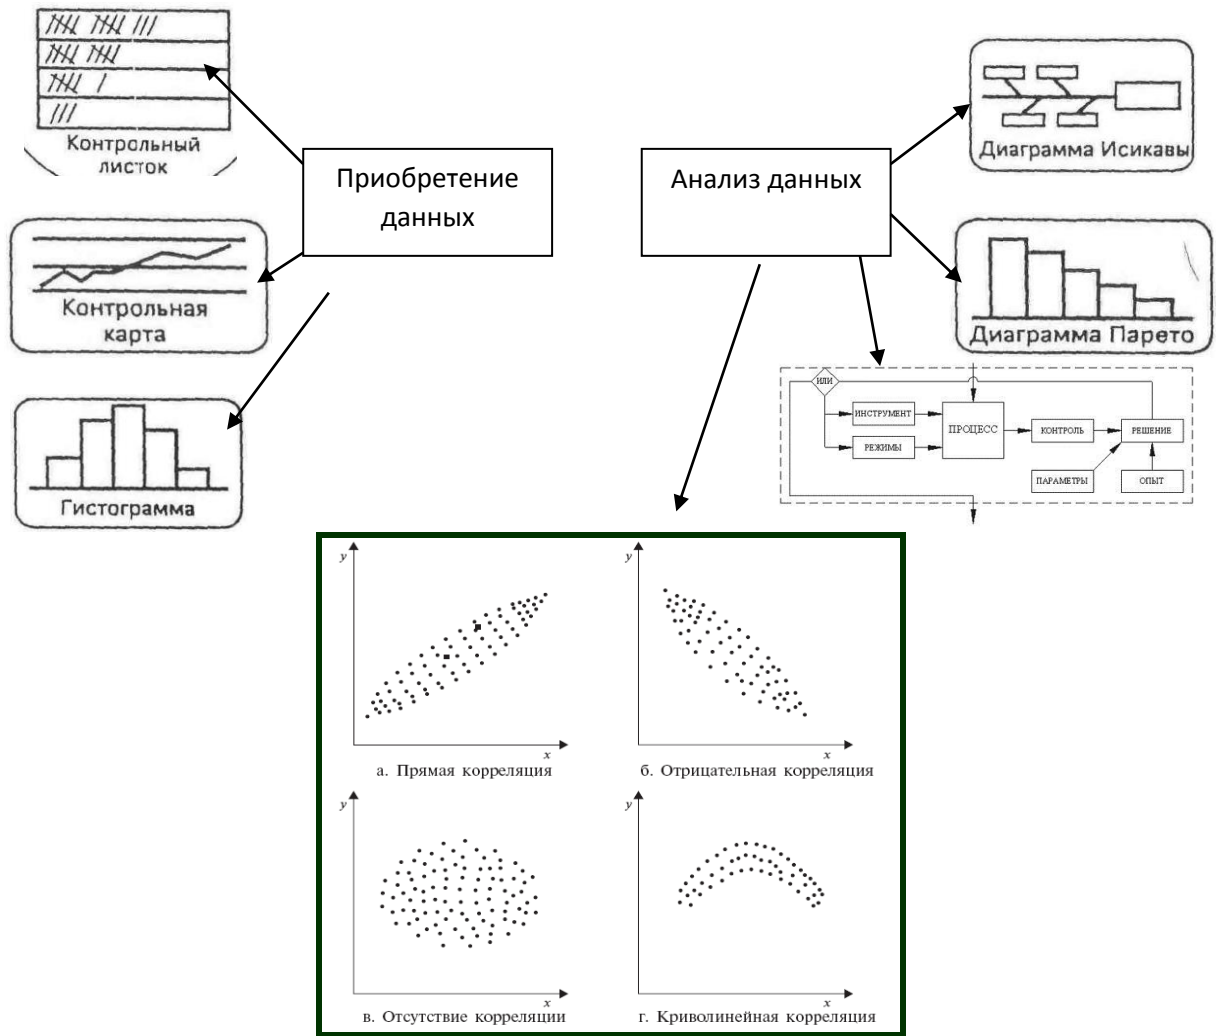 Контрольный
листок
Приобретение
данных
Контрольная
карта
Гистограмма
Анализ данных
Диаграмма Исикавы
Диаграмма Парето
ИЛИ
ИНСТРУМЕНТ
РЕЖИМЫ
ПРОЦЕСС
КОНТРОЛЬ
РЕШЕНИЕ
ПАРАМЕТРЫ
ОПЫТ
y
x
а. Прямая корреляция
y
x
б. Отрицательная корреляция
y
x
в. Отсутствие корреляции
y
x
г. Криволинейная корреляция